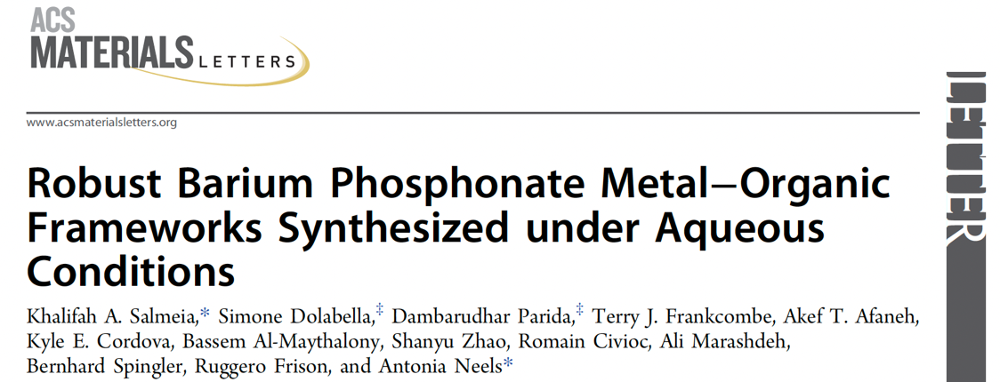 ACS
MATERIALS LETTERS
www.acsmaterialsletters.org
Robust Barium Phosphonate Metal−Organic
Frameworks Synthesized under Aqueous
Conditions
Khalifah A. Salmeia,* Simone Dolabella,‡ Dambarudhar Parida,‡ Terry J. Frankcombe, Akef T. Afaneh,
Kyle E. Cordova, Bassem Al-Maythalony, Shanyu Zhao, Romain Civioc, Ali Marashdeh,
Bernhard Spingler, Ruggero Frison, and Antonia Neels*
LETTER